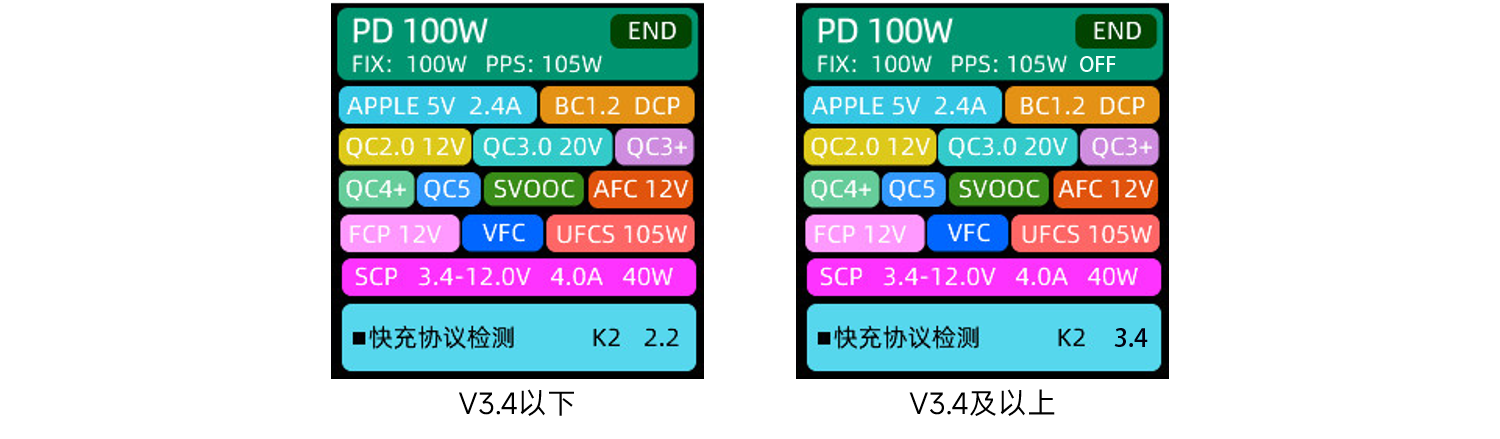 PD 100W END
FIX: 100W PPS: 105W
APPLE 5V 2.4A BC1.2 DCP
QC2.0 12V QC3.0 20V QC3+
QC4+ QC5 SVOOC AFC 12V
FCP 12V VFC UFCS 105W
SCP 3.4-12.0V 4.0A 40W
■快充协议检测 K2 2.2
V3.4以下
PD 100W END
FIX: 100W PPS: 105W OFF
APPLE 5V 2.4A BC1.2 DCP
QC2.0 12V QC3.0 20V QC3+
QC4+ QC5 SVOOC AFC 12V
FCP 12V VFC UFCS 105W
SCP 3.4-12.0V 4.0A 40W
■快充协议检测 K2 3.4
V3.4及以上